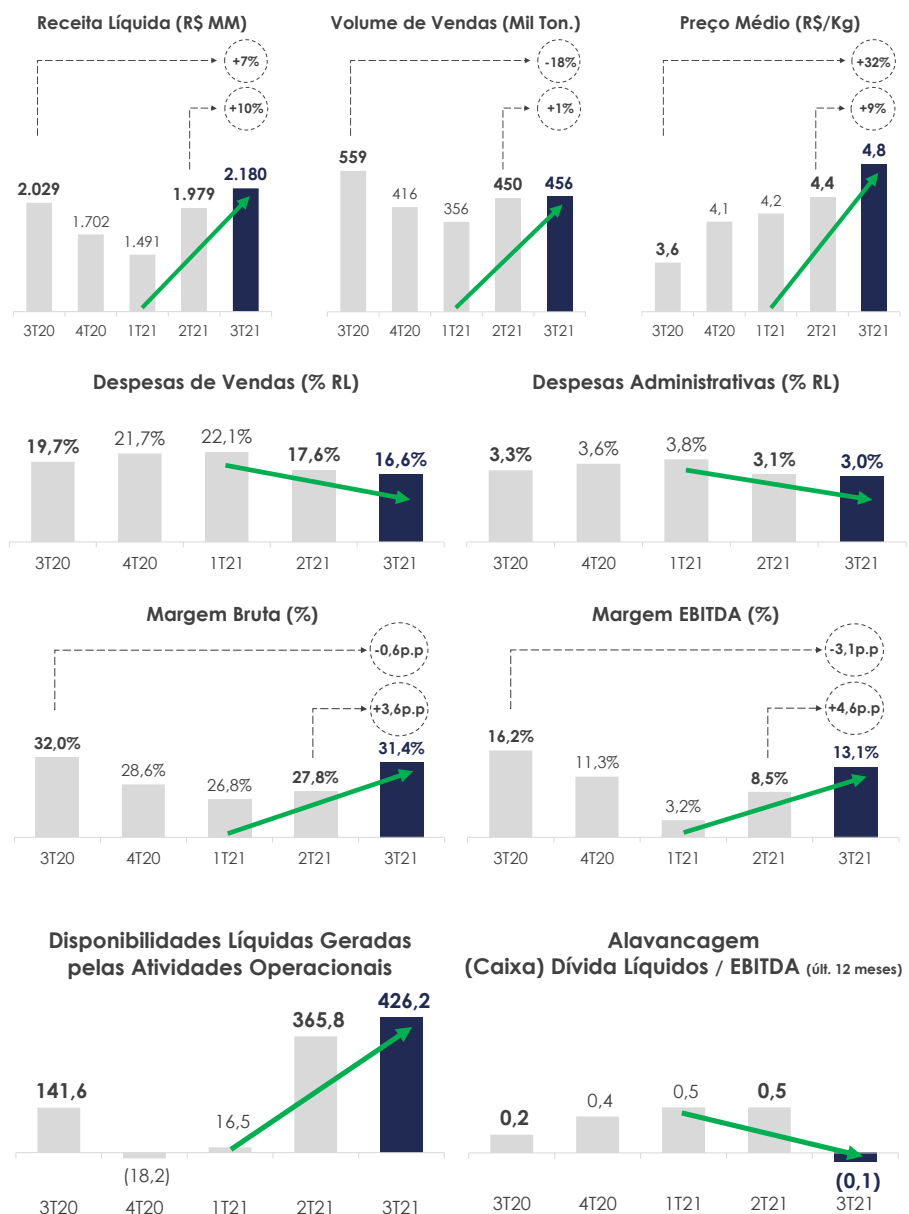 Receita Líquida (R$ MM)
+7%
+10%
2.029
1.702
1.491
1.979
2.180
3T20
4T20
1T21
2T21
3T21
Volume de Vendas (Mil Ton.)
-18%
+1%
559
416
356
450
456
3T20
4T20
1T21
2T21
3T21
Preço Médio (R$/Kg)
+32%
+9%
3,6
4,1
4,2
4,4
4,8
3T20
4T20
1T21
2T21
3T21
Despesas de Vendas (% RL)
19,7%
21,7%
22,1%
17,6%
16,6%
3T20
4T20
1T21
2T21
3T21
Despesas Administrativas (% RL)
3,3%
3,6%
3,8%
3,1%
3,0%
3T20
4T20
1T21
2T21
3T21
Margem Bruta (%)
-0,6p.p
+3,6p.p
32,0%
28,6%
26,8%
27,8%
31,4%
3T20
4T20
1T21
2T21
3T21
Margem EBITDA (%)
-3,1p.p
+4,6p.p
16,2%
11,3%
3,2%
8,5%
13,1%
3T20
4T20
1T21
2T21
3T21
Disponibilidades Líquidas Geradas
pelas Atividades Operacionais
141,6
(18,2)
16,5
365,8
426,2
3T20
4T20
1T21
2T21
3T21
Alavancagem
(Caixa) Dívida Líquidos / EBITDA (últ. 12 meses)
0,2
0,4
0,5
0,5
(0,1)
3T20
4T20
1T21
2T21
3T21